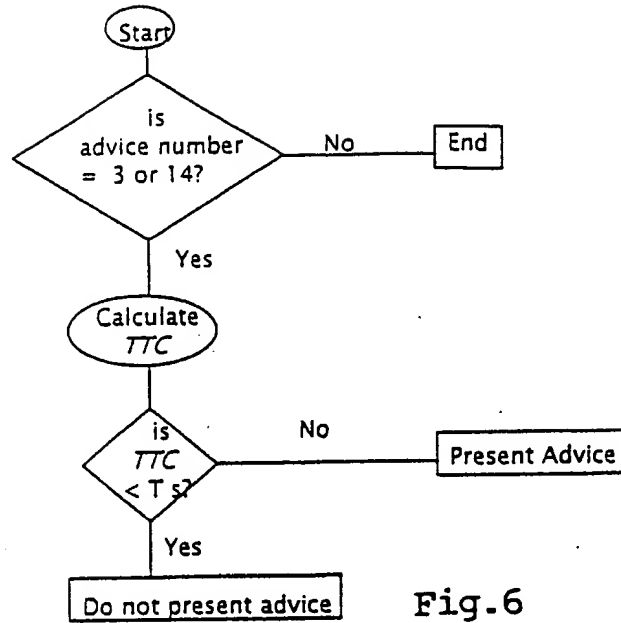 Start
is
advice number
= 3 or 14?
No
End
Yes
Calculate
TTC
is
TTC
< T s?
No
Present Advice
Yes
Do not present advice
Fig.6